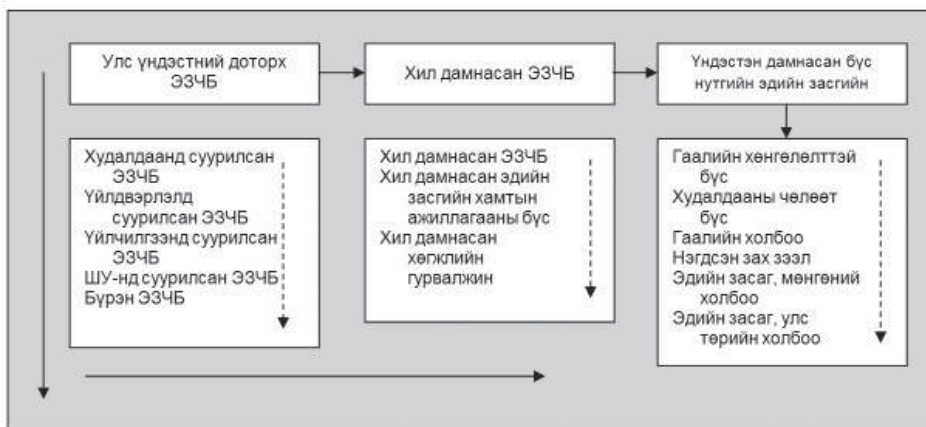 Улс үндэстний доторх
ЭЗЧБ
Хил дамнасан ЭЗЧБ
Үндэстэн дамнасан бүс
нутгийн эдийн засгийн
Худалдаанд суурилсан
ЭЗЧБ
Үйлдвэрлэлд
суурилсан ЭЗЧБ
Үйлчилгээнд суурилсан
ЭЗЧБ
ШУ-нд суурилсан ЭЗЧБ
Бүрэн ЭЗЧБ
Хил дамнасан ЭЗЧБ
Хил дамнасан эдийн
засгийн хамтын
ажиллагааны бүс
Хил дамнасан
хөгжлийн
гурвалжин
Гаалийн хөнгөлөлттэй
бүс
Худалдааны чөлөөт
бүс
Гаалийн холбоо
Нэгдсэн зах зээл
Эдийн засаг, мөнгөний
холбоо
Эдийн засаг, улс
төрийн холбоо